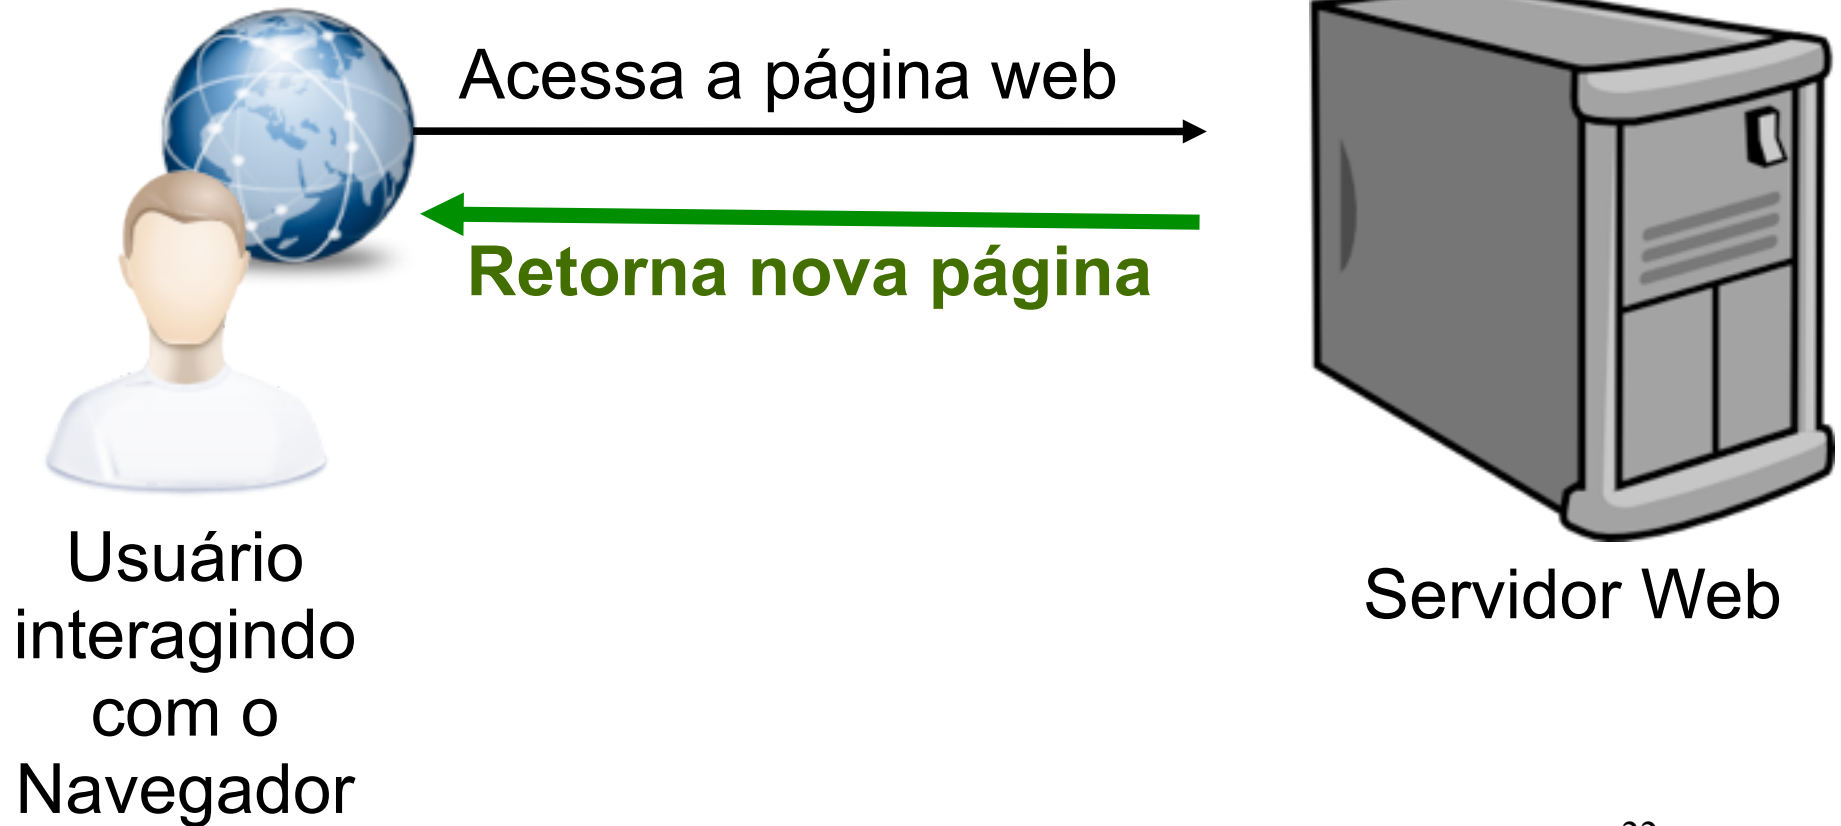 Acessa a página web
Retorna nova página
Usuário
interagindo
com o
Navegador
Servidor Web